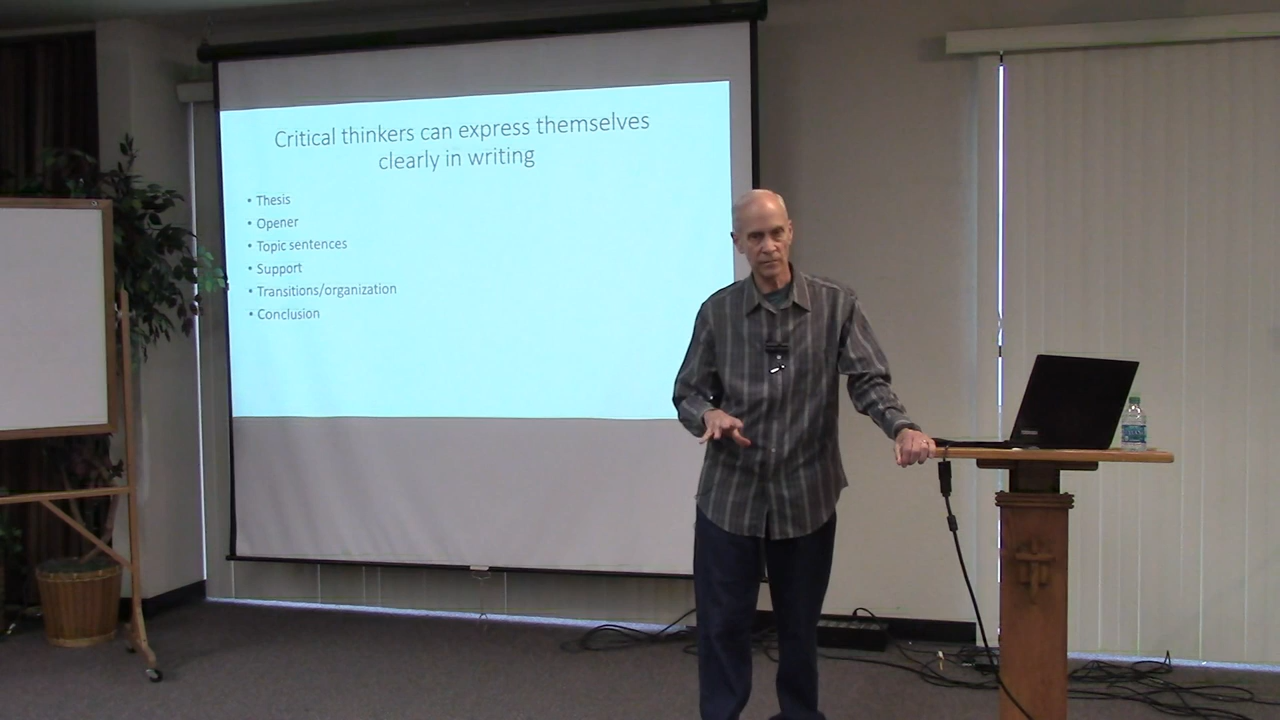 Critical thinkers can express themselves
clearly in writing
• Thesis
• Opener
• Topic sentences
• Support
• Transitions/organization
• Conclusion